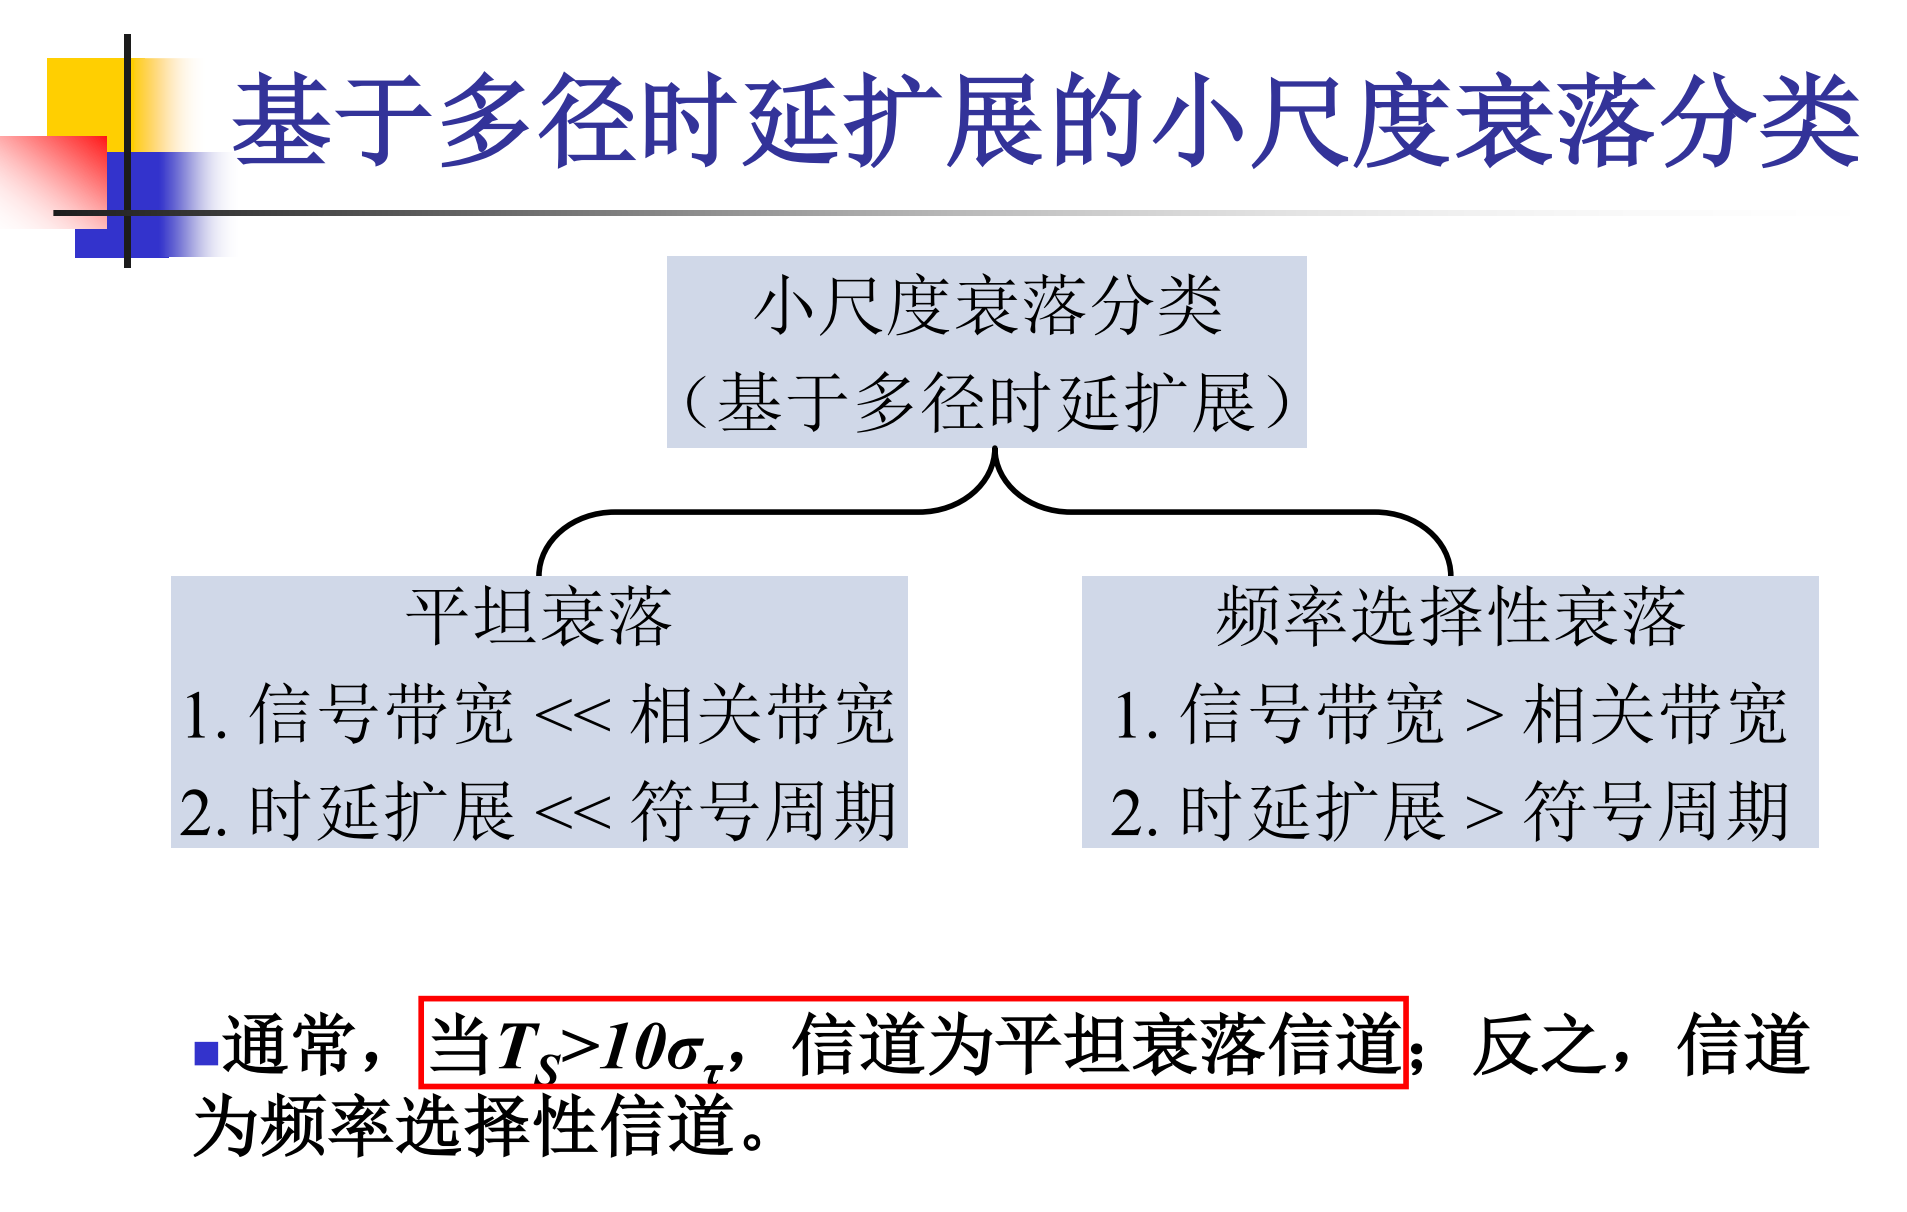 基于多径时延扩展的小尺度衰落分类
小尺度衰落分类
（基于多径时延扩展）
平坦衰落
1. 信号带宽 << 相关带宽
2. 时延扩展 << 符号周期
频率选择性衰落
1. 信号带宽 > 相关带宽
2. 时延扩展 > 符号周期
■通常，当T_S>10σ_τ，信道为平坦衰落信道；反之，信道
为频率选择性信道。